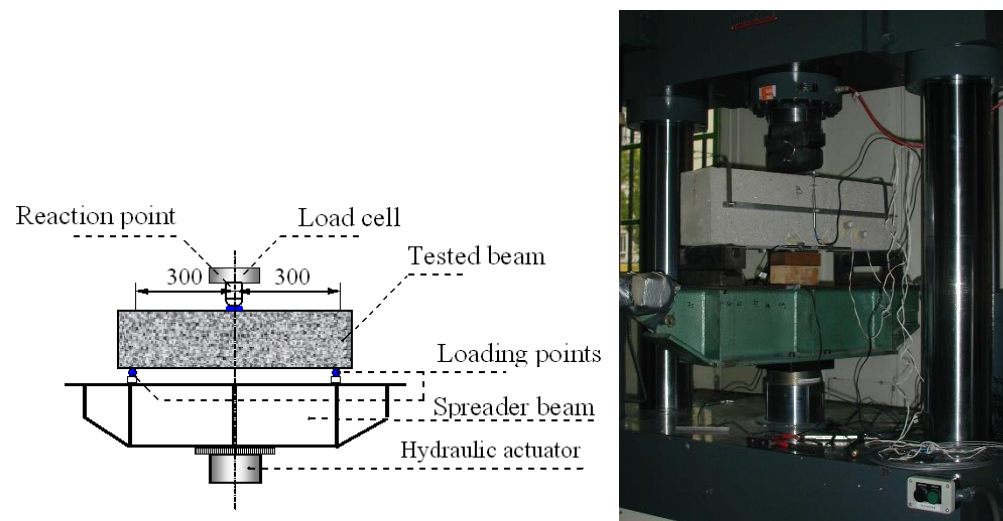 Reaction point
Load cell
Tested beam
300
300
Loading points
Spreader beam
Hydraulic actuator